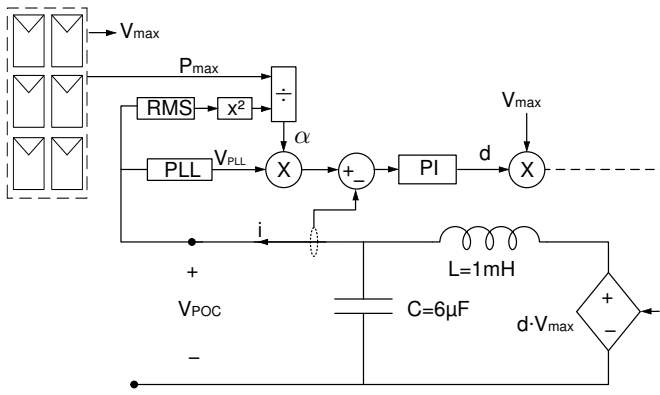 Vmax
Pmax
÷
RMS
x²
α
Vmax
PLL
VPLL
X
+
−
PI
d
X
i
L=1mH
+
VPOC
−
C=6µF
d·Vmax
+
−